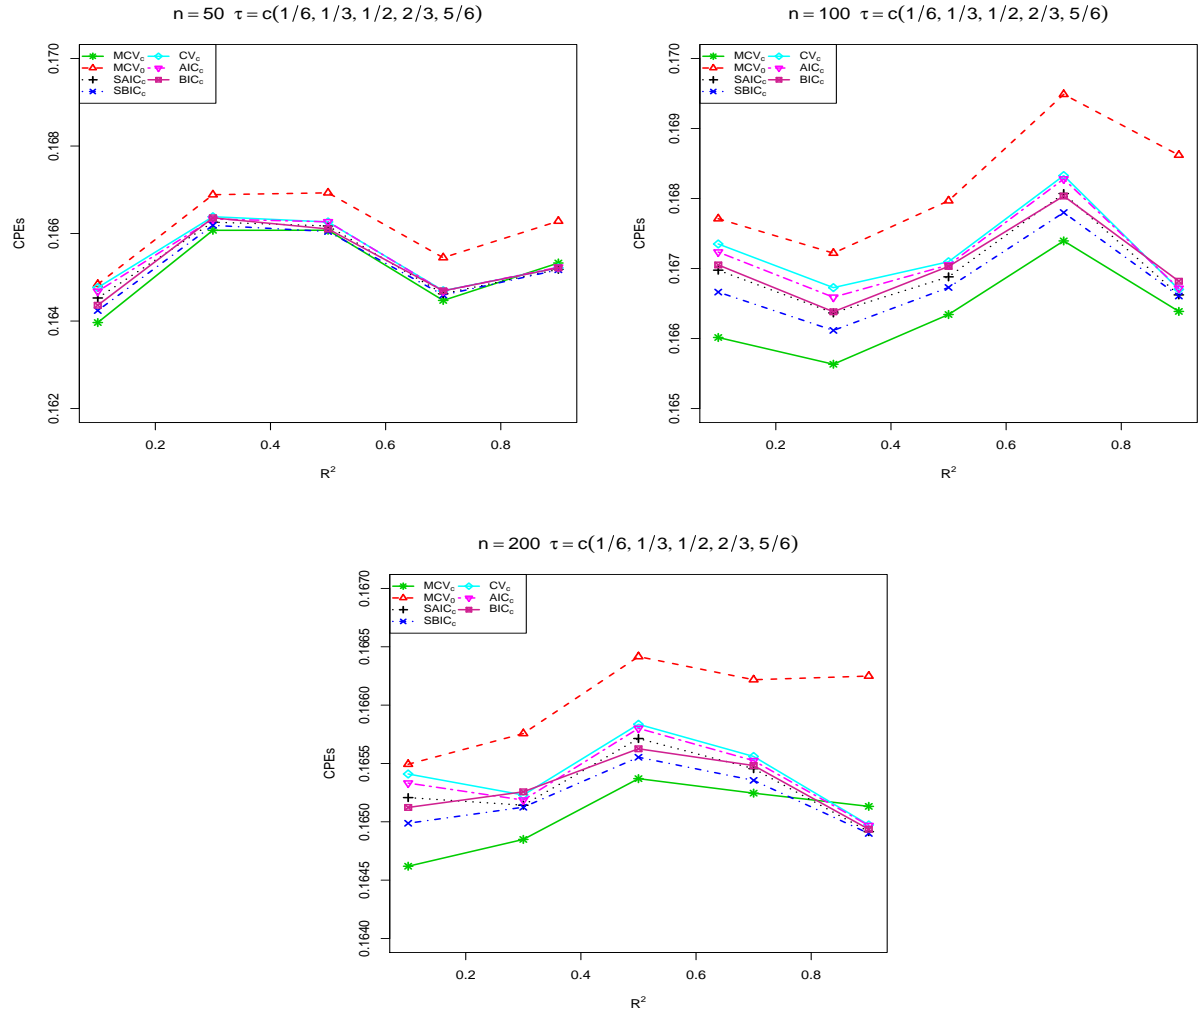 n = 50 τ = c(1/6, 1/3, 1/2, 2/3, 5/6)
MCVc CVc
MCV0 AICc
SAICc BICc
SBICc
CPEs
0.170
0.168
0.166
0.164
0.162
0.2 0.4 0.6 0.8
R²
n = 100 τ = c(1/6, 1/3, 1/2, 2/3, 5/6)
MCVc CVc
MCV0 AICc
SAICc BICc
SBICc
CPEs
0.170
0.169
0.168
0.167
0.166
0.165
0.2 0.4 0.6 0.8
R²
n = 200 τ = c(1/6, 1/3, 1/2, 2/3, 5/6)
MCVc CVc
MCV0 AICc
SAICc BICc
SBICc
CPEs
0.1670
0.1665
0.1660
0.1655
0.1650
0.1645
0.1640
0.2 0.4 0.6 0.8
R²